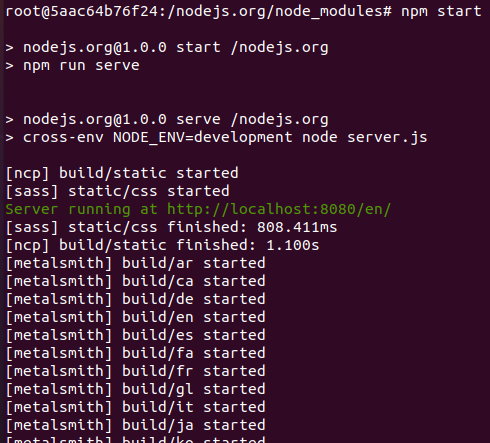 root@5aac64b76f24:/nodejs.org/node_modules# npm start
> nodejs.org@1.0.0 start /nodejs.org
> npm run serve
> nodejs.org@1.0.0 serve /nodejs.org
> cross-env NODE_ENV=development node server.js
[ncp] build/static started
[sass] static/css started
Server running at http://localhost:8080/en/
[sass] static/css finished: 808.411ms
[ncp] build/static finished: 1.100s
[metalsmith] build/ar started
[metalsmith] build/ca started
[metalsmith] build/de started
[metalsmith] build/en started
[metalsmith] build/es started
[metalsmith] build/fa started
[metalsmith] build/fr started
[metalsmith] build/gl started
[metalsmith] build/it started
[metalsmith] build/ja started
[metalsmith] build/ko started